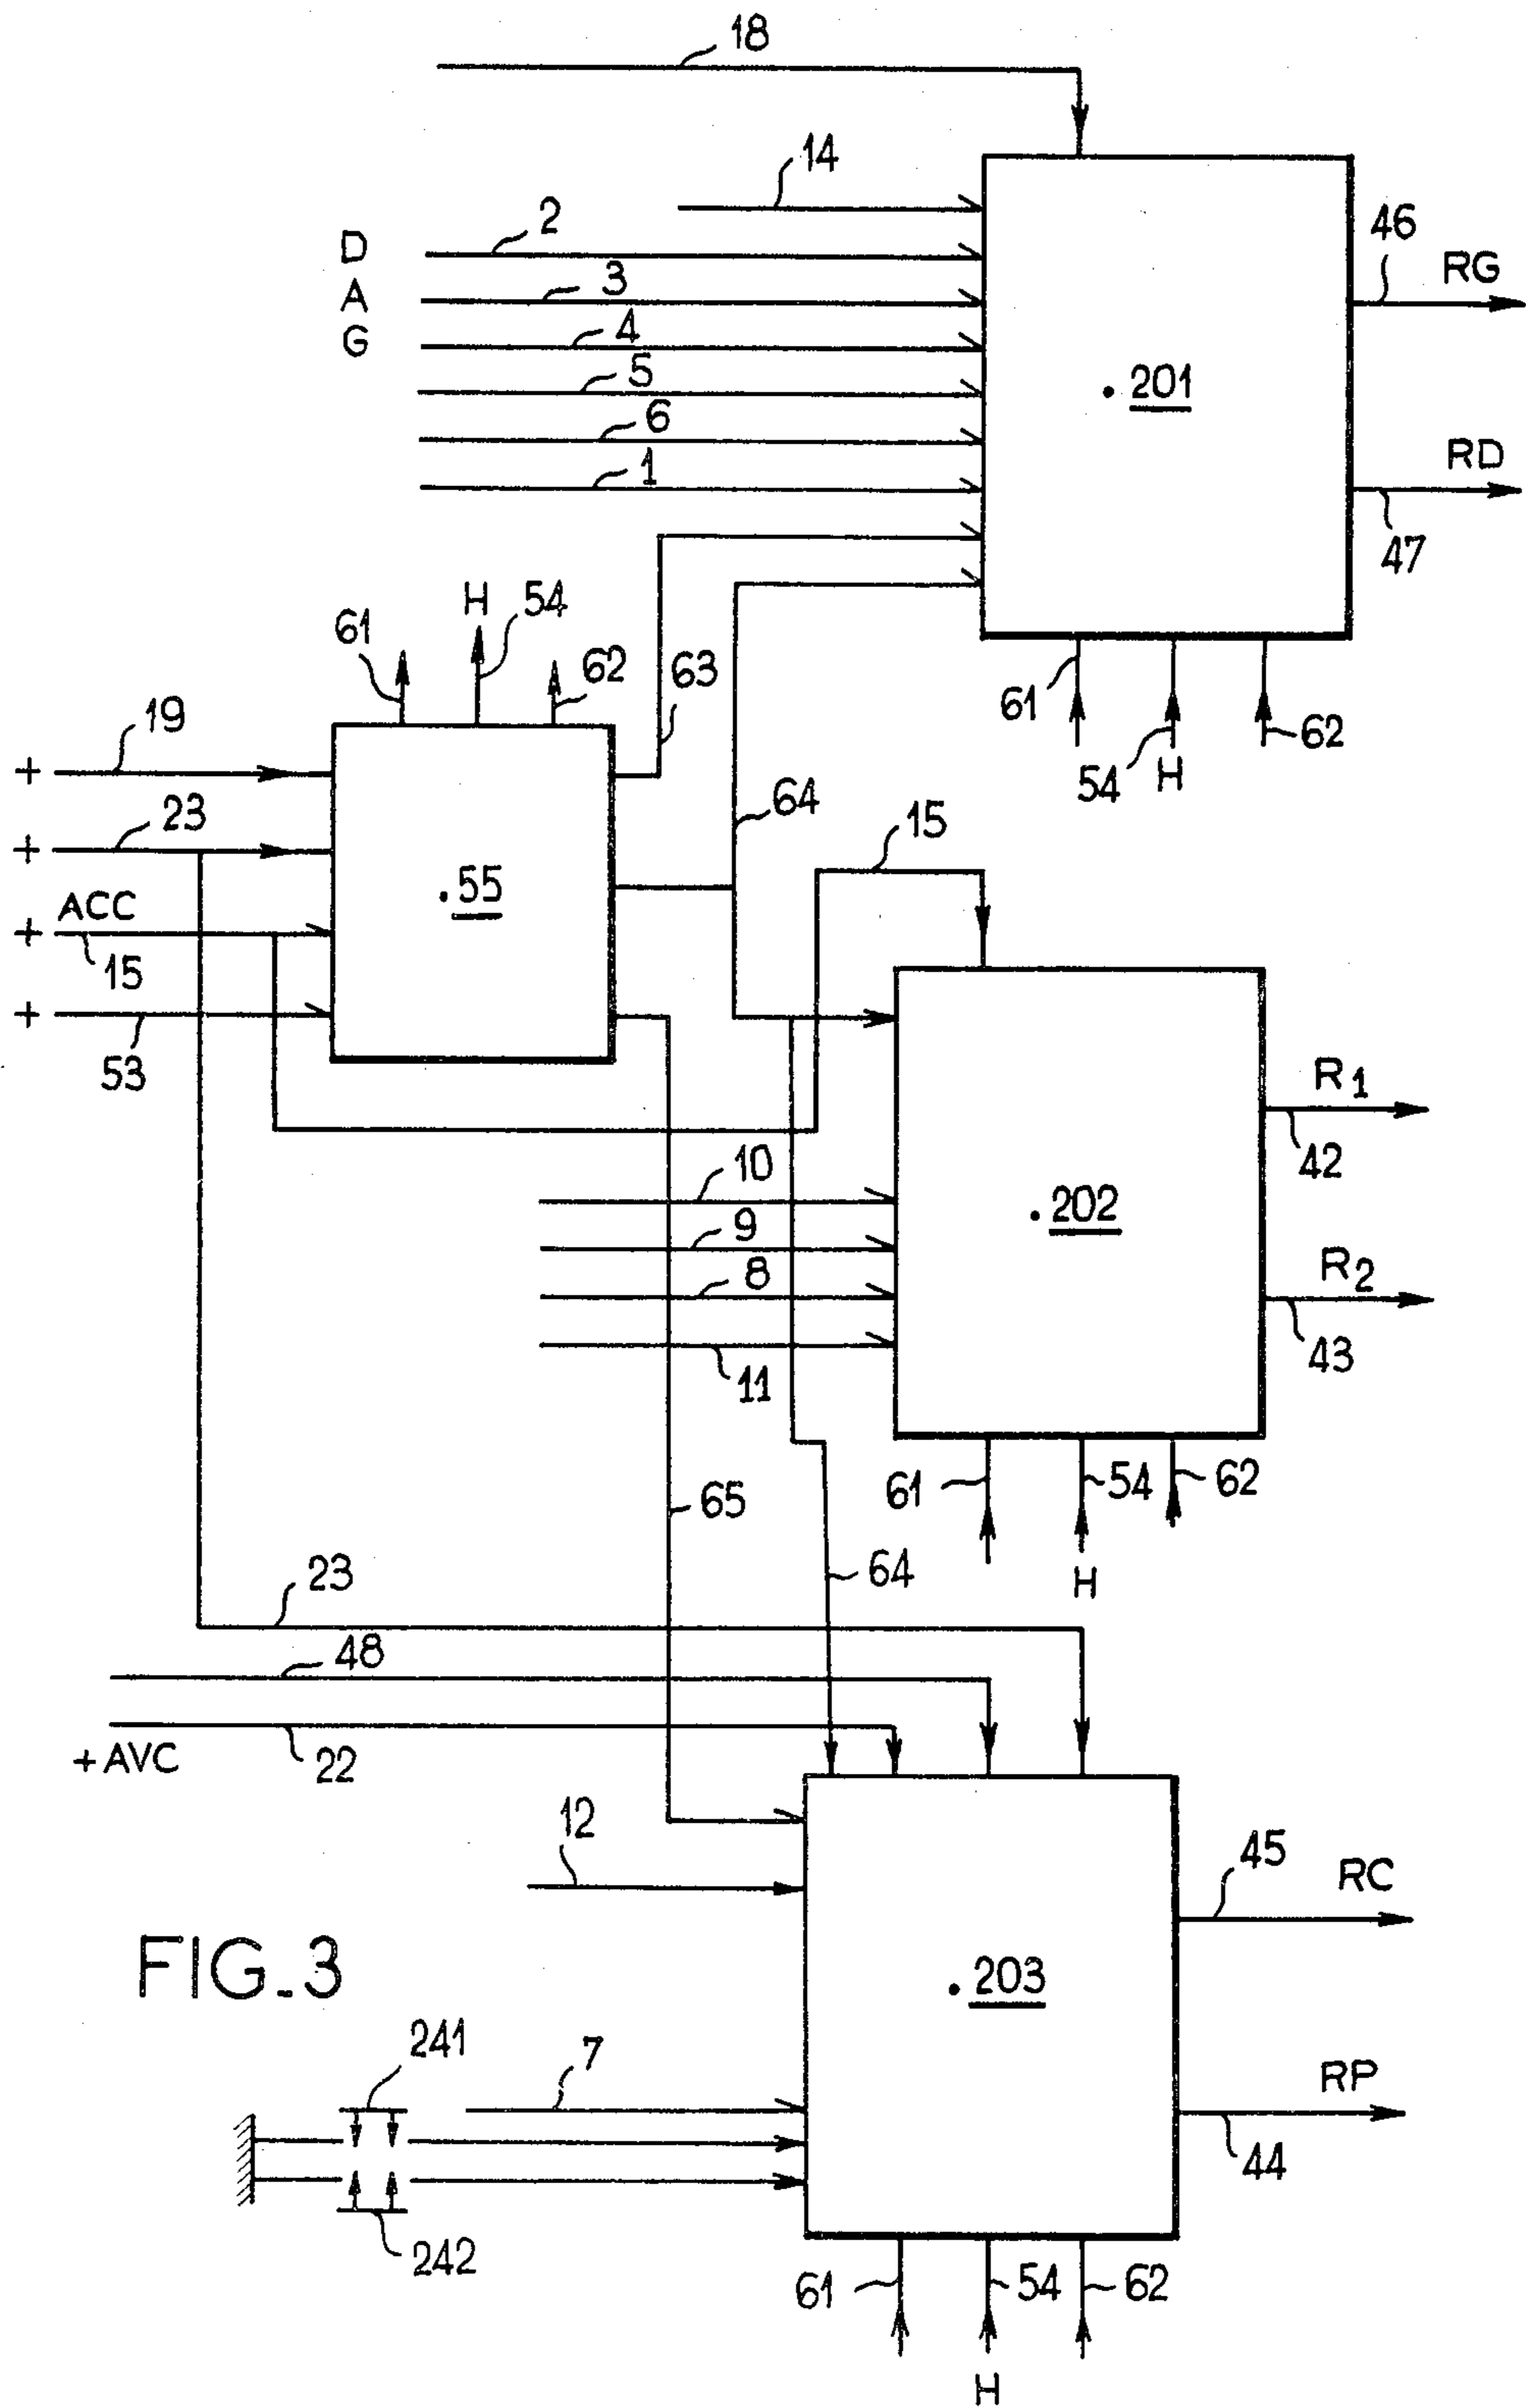 18
14
D 2
A 3
G 4
5
6
1
46 RG
.201
RD
47
61 H 54 62
63
61 54 H 62
+ 19
+ 23
+ ACC 15
+ 53
.55
64
15
R1
42
10
9
8
11
.202
R2
43
61 54 62
H
65
64
23
48
+AVC 22
12
45 RC
FIG_3
.203
241
7
RP
44
242
61 54 62
H